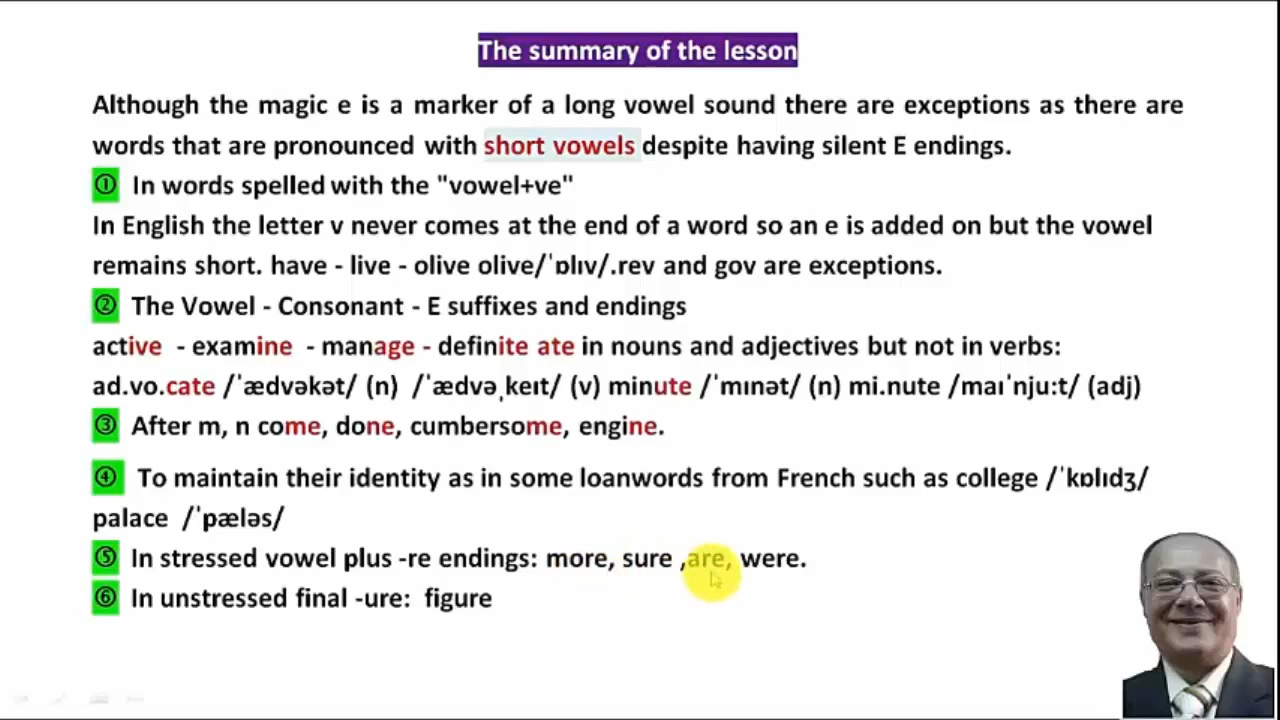 The summary of the lesson
Although the magic e is a marker of a long vowel sound there are exceptions as there are
words that are pronounced with short vowels despite having silent E endings.
① In words spelled with the "vowel+ve"
In English the letter v never comes at the end of a word so an e is added on but the vowel
remains short. have - live - olive olive/ˈɒlɪv/.rev and gov are exceptions.
② The Vowel - Consonant - E suffixes and endings
active - examine - manage - definite ate in nouns and adjectives but not in verbs:
ad.vo.cate /ˈædvəkət/ (n) /ˈædvəˌkeɪt/ (v) minute /ˈmɪnət/ (n) mi.nute /maɪˈnju:t/ (adj)
③ After m, n come, done, cumbersome, engine.
④ To maintain their identity as in some loanwords from French such as college /ˈkɒlɪdʒ/
palace /ˈpæləs/
⑤ In stressed vowel plus -re endings: more, sure ,are, were.
⑥ In unstressed final -ure: figure